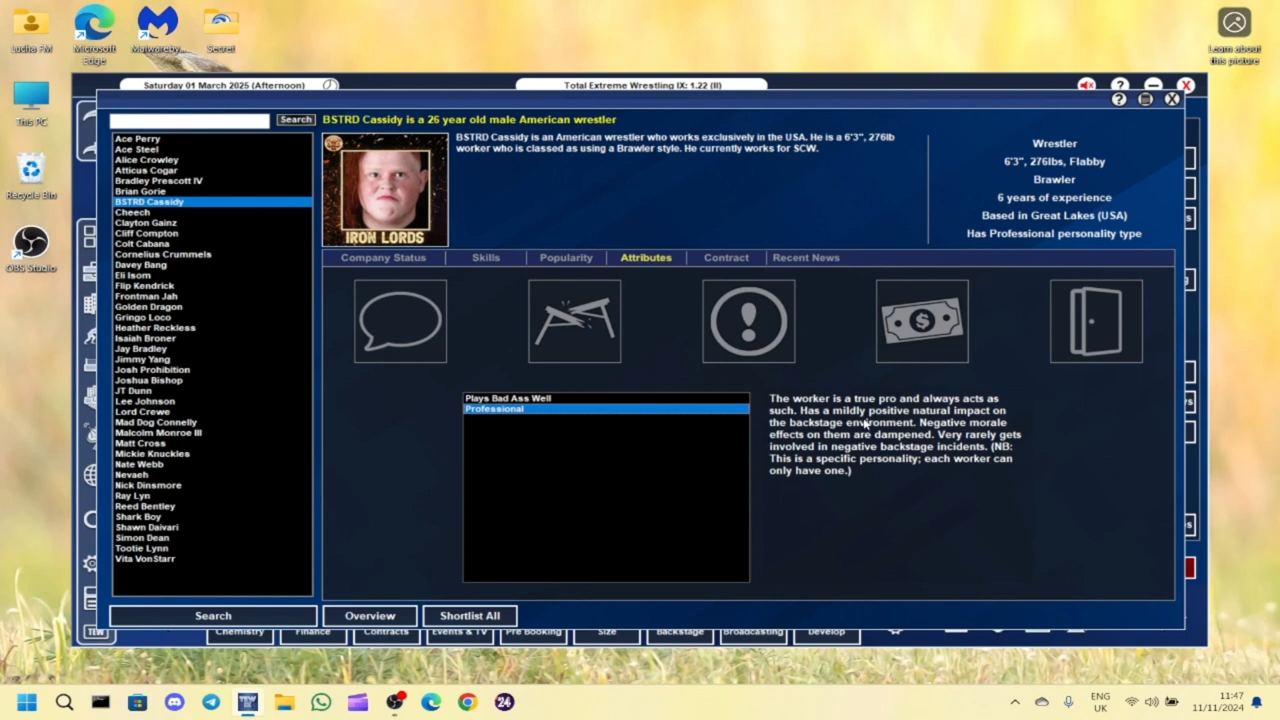 Lucha FM
Microsoft Edge
Malwareby...
Secret
Learn about this picture
This PC
Recycle Bin
OBS Studio
Saturday 01 March 2025 (Afternoon)
Total Extreme Wrestling IX: 1.22 (II)
Search
BSTRD Cassidy is a 26 year old male American wrestler
Ace Perry
Ace Steel
Alice Crowley
Atticus Cogar
Bradley Prescott IV
Brian Gorie
BSTRD Cassidy
Cheech
Clayton Gainz
Cliff Compton
Colt Cabana
Cornelius Crummels
Davey Bang
Eli Isom
Flip Kendrick
Frontman Jah
Golden Dragon
Gringo Loco
Heather Reckless
Isaiah Broner
Jay Bradley
Jimmy Yang
Josh Prohibition
Joshua Bishop
JT Dunn
Lee Johnson
Lord Crewe
Mad Dog Connelly
Malcolm Monroe III
Matt Cross
Mickie Knuckles
Nate Webb
Nevaeh
Nick Dinsmore
Ray Lyn
Reed Bentley
Shark Boy
Shawn Daivari
Simon Dean
Tootie Lynn
Vita VonStarr
IRON LORDS
BSTRD Cassidy is an American wrestler who works exclusively in the USA. He is a 6'3", 276lb
worker who is classed as using a Brawler style. He currently works for SCW.
Wrestler
6'3", 276lbs, Flabby
Brawler
6 years of experience
Based in Great Lakes (USA)
Has Professional personality type
Company Status
Skills
Popularity
Attributes
Contract
Recent News
Plays Bad Ass Well
Professional
The worker is a true pro and always acts as
such. Has a mildly positive natural impact on
the backstage environment. Negative morale
effects on them are dampened. Very rarely gets
involved in negative backstage incidents. (NB:
This is a specific personality; each worker can
only have one.)
Search
Overview
Shortlist All
TEW
Chemistry
Finance
Contracts
Events & TV
Pre Booking
Size
Backstage
Broadcasting
Develop
24
ENG
UK
11:47
11/11/2024